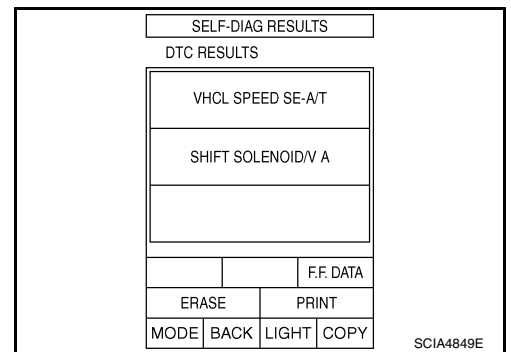 SELF-DIAG RESULTS
DTC RESULTS
VHCL SPEED SE-A/T
SHIFT SOLENOID/V A
F.F. DATA
ERASE PRINT
MODE BACK LIGHT COPY
SCIA4849E